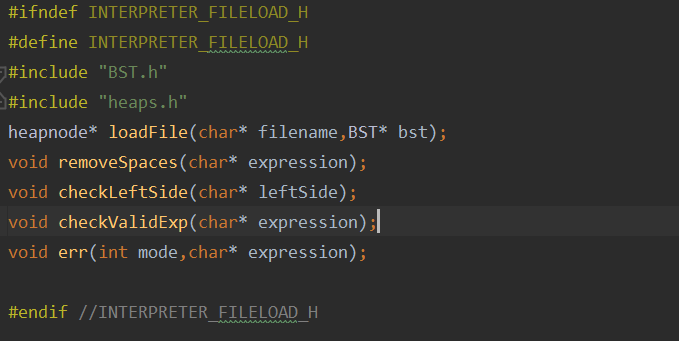 #ifndef INTERPRETER_FILELOAD_H
#define INTERPRETER_FILELOAD_H
#include "BST.h"
#include "heaps.h"
heapnode* loadFile(char* filename,BST* bst);
void removeSpaces(char* expression);
void checkLeftSide(char* leftSide);
void checkValidExp(char* expression);
void err(int mode,char* expression);
#endif //INTERPRETER_FILELOAD_H